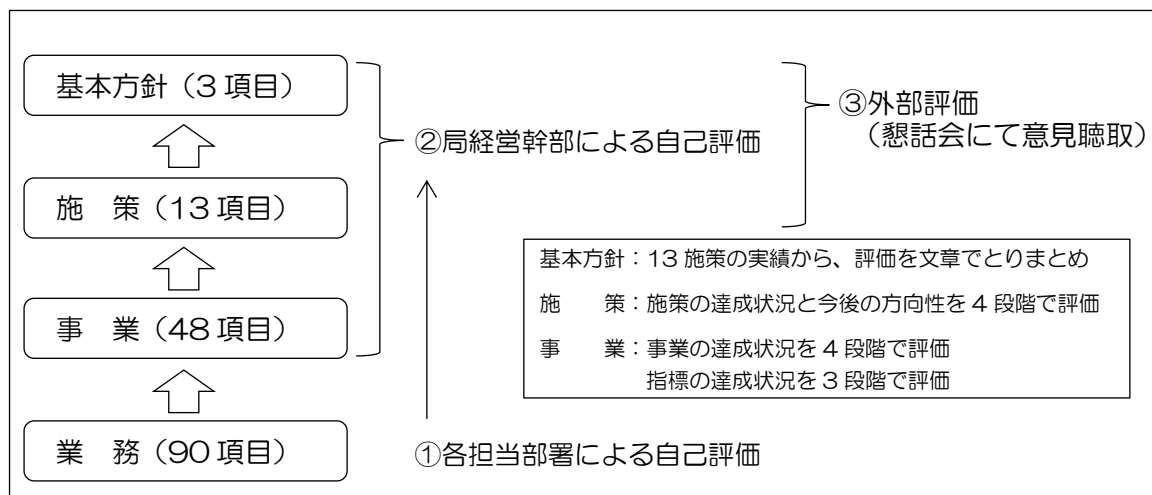 基本方針（3 項目）
③外部評価
（懇話会にて意見聴取）
②局経営幹部による自己評価
施　策（13 項目）
基本方針：13 施策の実績から、評価を文章でとりまとめ
施　　策：施策の達成状況と今後の方向性を 4 段階で評価
事　業（48 項目）
事　　業：事業の達成状況を 4 段階で評価
指標の達成状況を 3 段階で評価
業　務（90 項目）
①各担当部署による自己評価